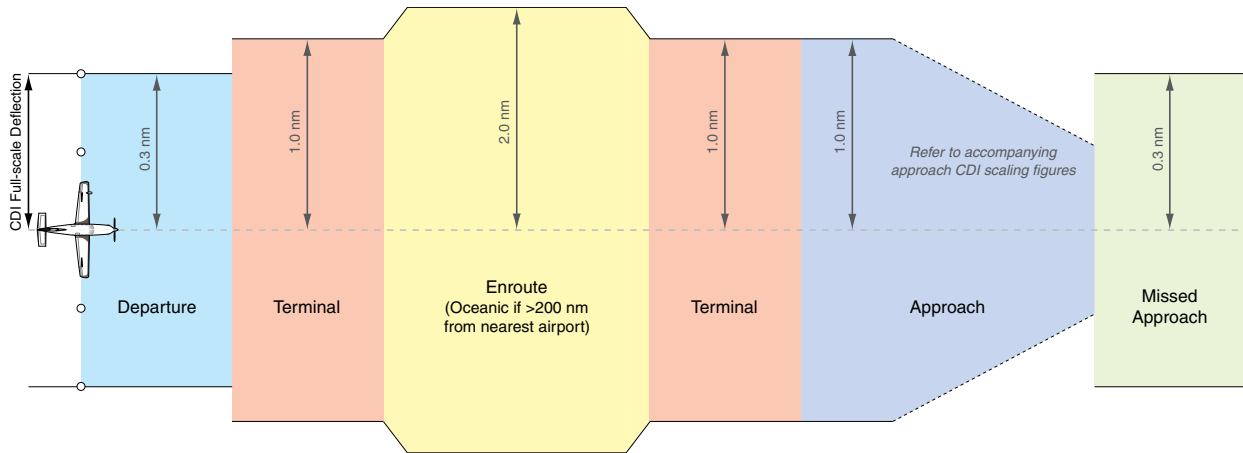 CDI Full-scale Deflection
0.3 nm
1.0 nm
2.0 nm
1.0 nm
1.0 nm
Refer to accompanying
approach CDI scaling figures
0.3 nm
Departure
Terminal
Enroute
(Oceanic if >200 nm
from nearest airport)
Terminal
Approach
Missed
Approach